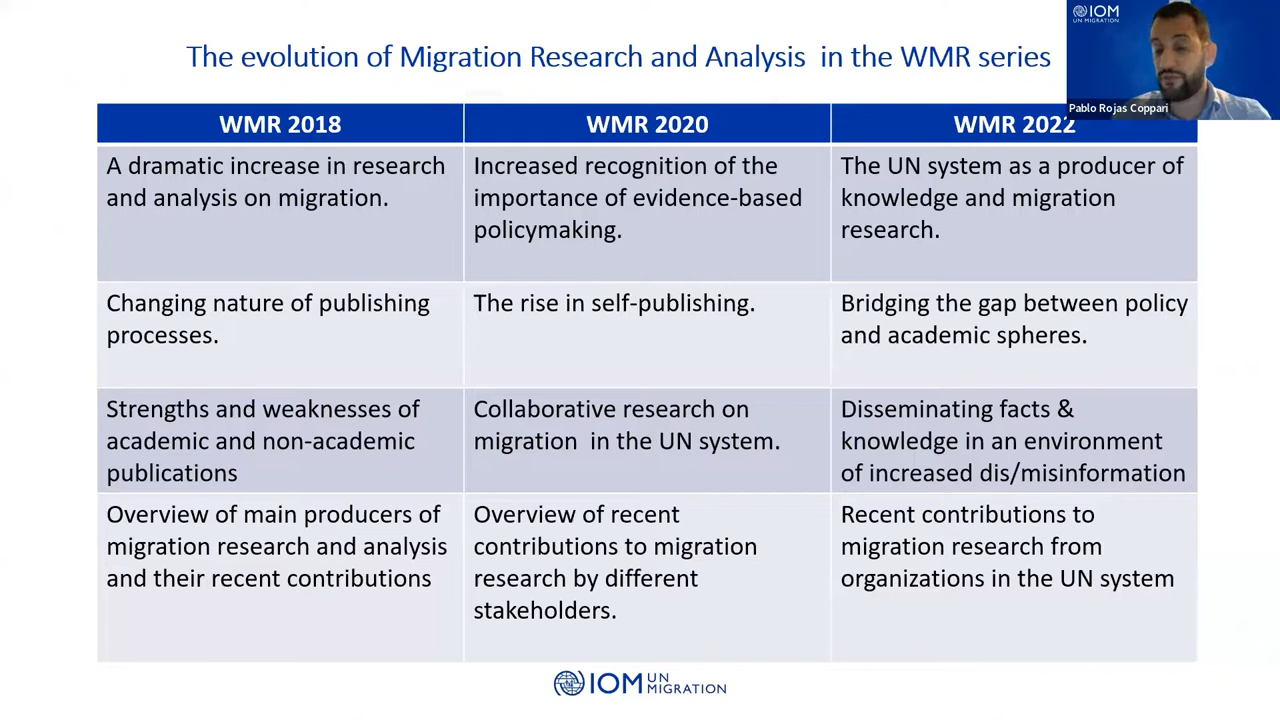 The evolution of Migration Research and Analysis  in the WMR series
IOM
UN MIGRATION
Pablo Rojas Coppari
WMR 2018
WMR 2020
WMR 2022
A dramatic increase in research
and analysis on migration.
Increased recognition of the
importance of evidence-based
policymaking.
The UN system as a producer of
knowledge and migration
research.
Changing nature of publishing
processes.
The rise in self-publishing.
Bridging the gap between policy
and academic spheres.
Strengths and weaknesses of
academic and non-academic
publications
Collaborative research on
migration  in the UN system.
Disseminating facts &
knowledge in an environment
of increased dis/misinformation
Overview of main producers of
migration research and analysis
and their recent contributions
Overview of recent
contributions to migration
research by different
stakeholders.
Recent contributions to
migration research from
organizations in the UN system
IOM UN
MIGRATION